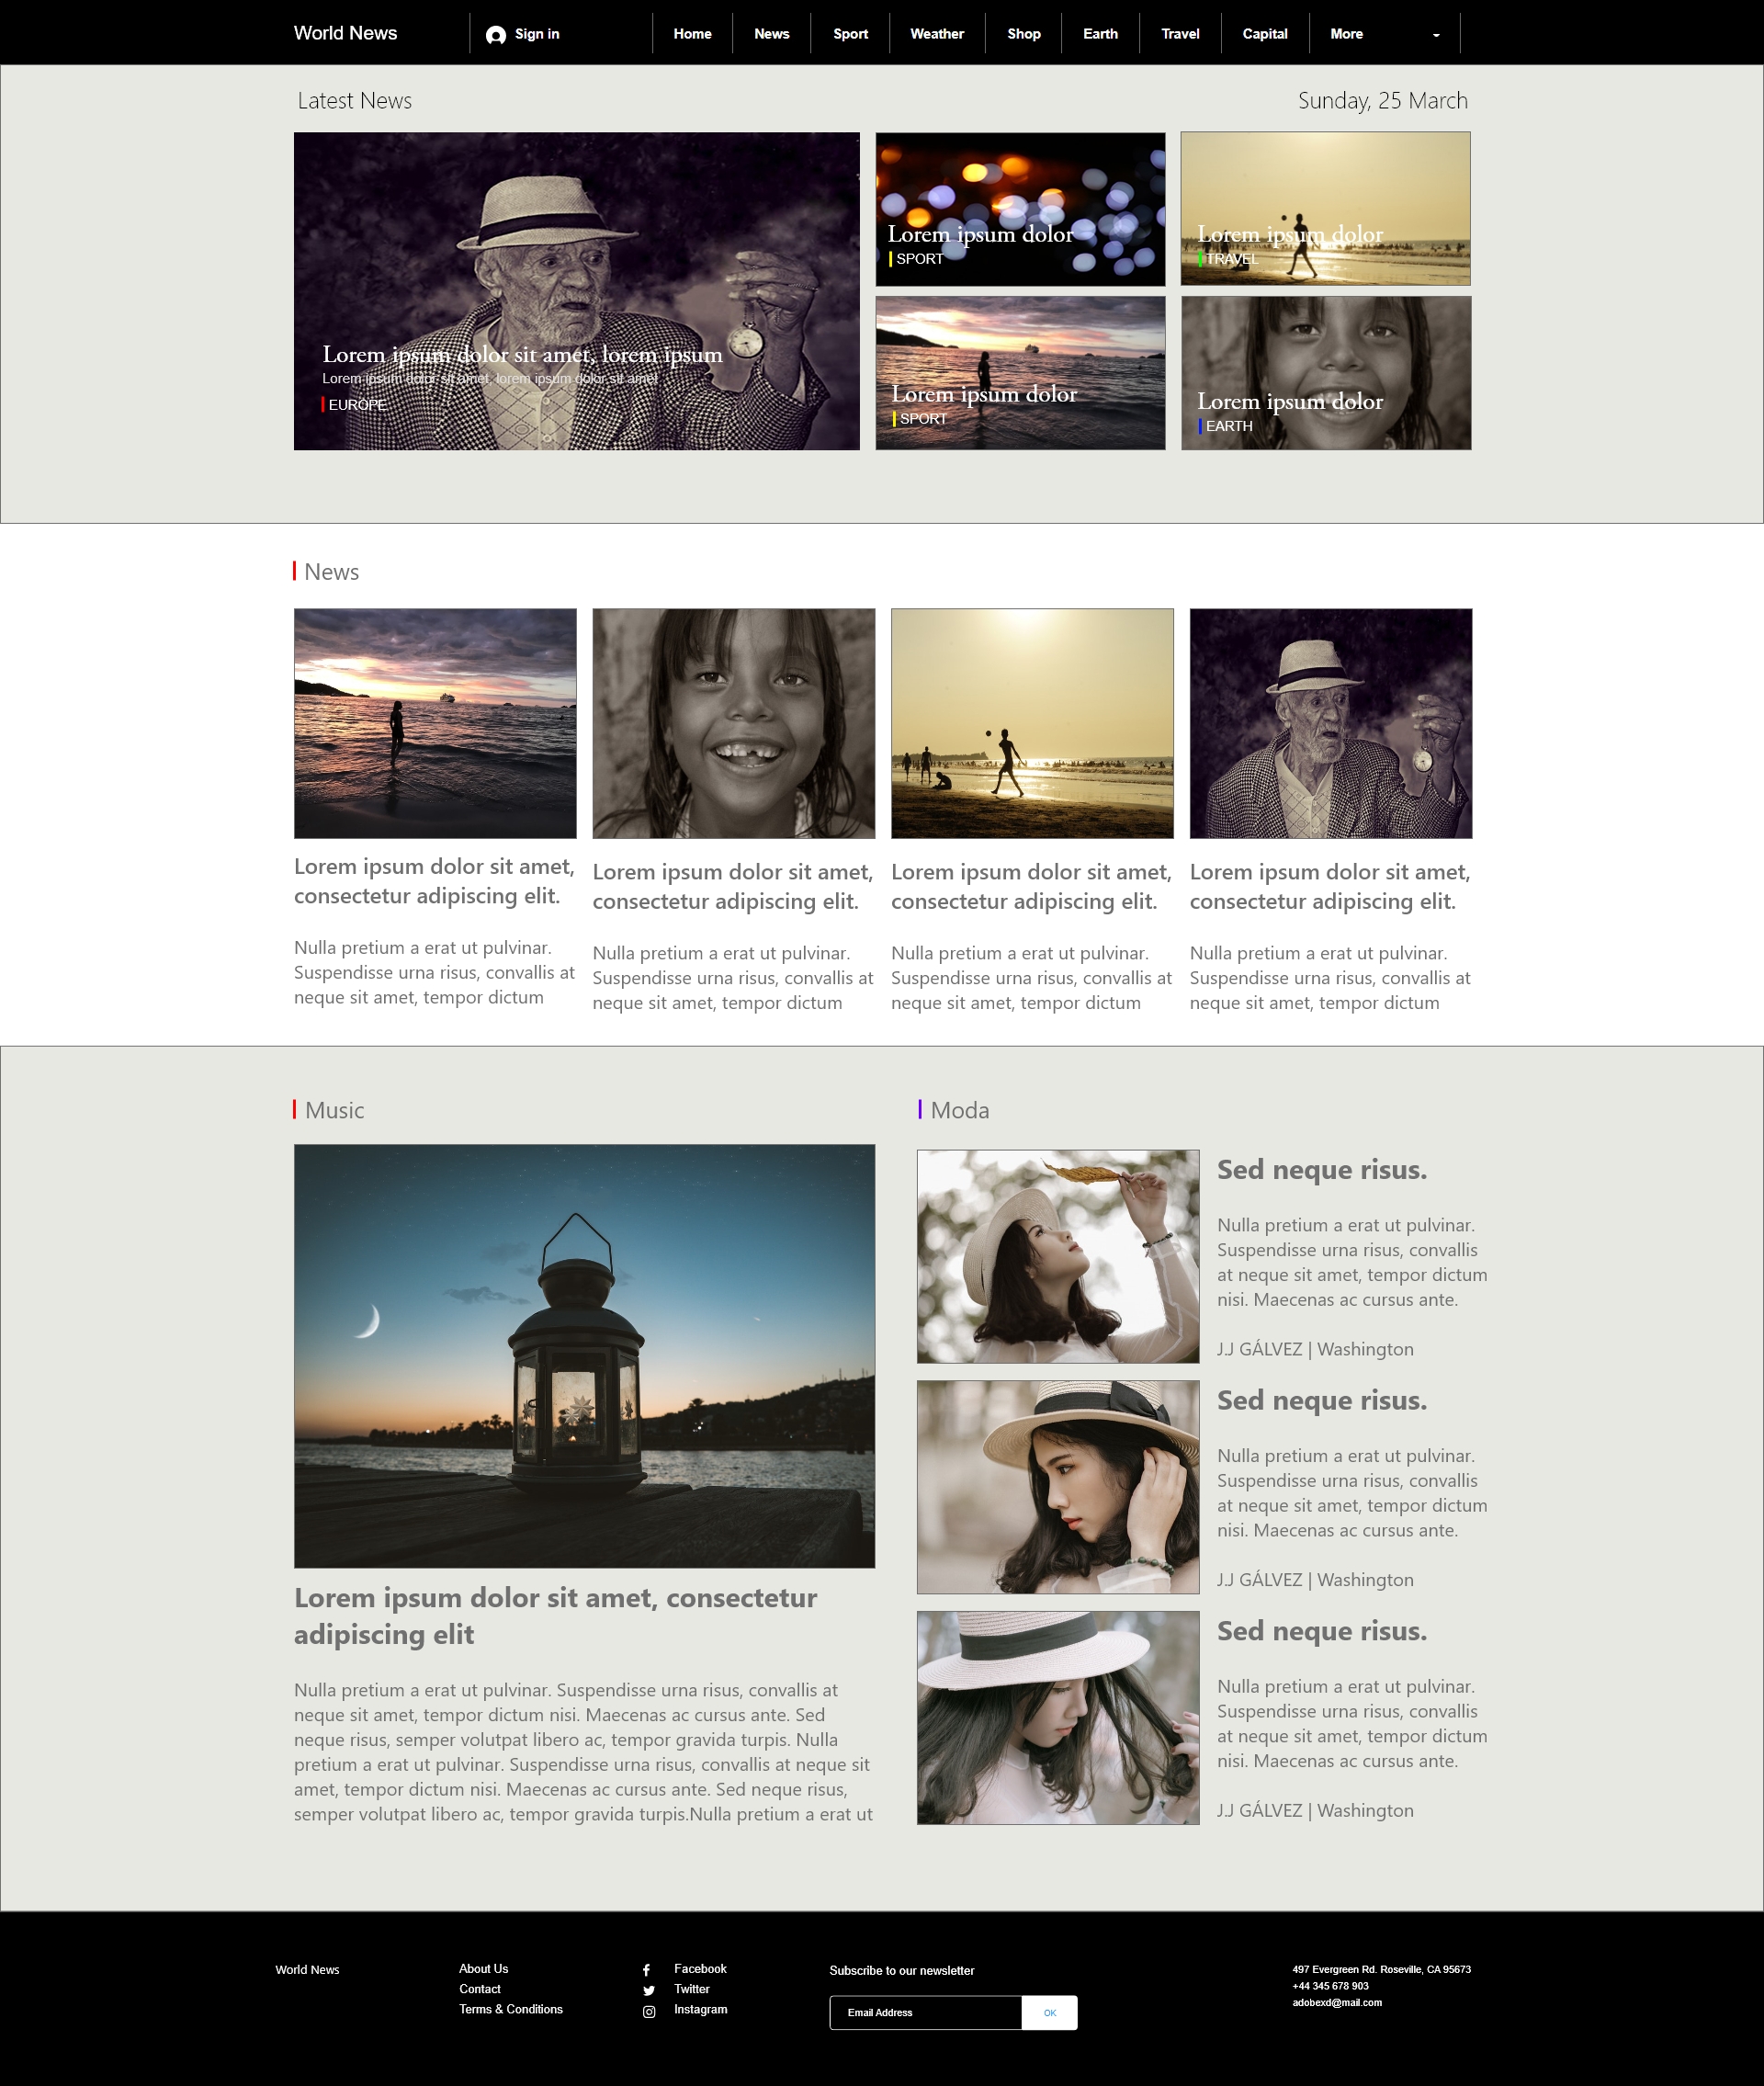 World News
Sign in
Home
News
Sport
Weather
Shop
Earth
Travel
Capital
More
Latest News
Sunday, 25 March
Lorem ipsum dolor sit amet, lorem ipsum
Lorem ipsum dolor sit amet, lorem ipsum dolor sit amet
EUROPE
Lorem ipsum dolor
SPORT
Lorem ipsum dolor
TRAVEL
Lorem ipsum dolor
SPORT
Lorem ipsum dolor
EARTH
News
Lorem ipsum dolor sit amet,
consectetur adipiscing elit.
Nulla pretium a erat ut pulvinar.
Suspendisse urna risus, convallis at
neque sit amet, tempor dictum
Lorem ipsum dolor sit amet,
consectetur adipiscing elit.
Nulla pretium a erat ut pulvinar.
Suspendisse urna risus, convallis at
neque sit amet, tempor dictum
Lorem ipsum dolor sit amet,
consectetur adipiscing elit.
Nulla pretium a erat ut pulvinar.
Suspendisse urna risus, convallis at
neque sit amet, tempor dictum
Lorem ipsum dolor sit amet,
consectetur adipiscing elit.
Nulla pretium a erat ut pulvinar.
Suspendisse urna risus, convallis at
neque sit amet, tempor dictum
Music
Lorem ipsum dolor sit amet, consectetur
adipiscing elit
Nulla pretium a erat ut pulvinar. Suspendisse urna risus, convallis at
neque sit amet, tempor dictum nisi. Maecenas ac cursus ante. Sed
neque risus, semper volutpat libero ac, tempor gravida turpis. Nulla
pretium a erat ut pulvinar. Suspendisse urna risus, convallis at neque sit
amet, tempor dictum nisi. Maecenas ac cursus ante. Sed neque risus,
semper volutpat libero ac, tempor gravida turpis.Nulla pretium a erat ut
Moda
Sed neque risus.
Nulla pretium a erat ut pulvinar.
Suspendisse urna risus, convallis
at neque sit amet, tempor dictum
nisi. Maecenas ac cursus ante.
J.J GÁLVEZ | Washington
Sed neque risus.
Nulla pretium a erat ut pulvinar.
Suspendisse urna risus, convallis
at neque sit amet, tempor dictum
nisi. Maecenas ac cursus ante.
J.J GÁLVEZ | Washington
Sed neque risus.
Nulla pretium a erat ut pulvinar.
Suspendisse urna risus, convallis
at neque sit amet, tempor dictum
nisi. Maecenas ac cursus ante.
J.J GÁLVEZ | Washington
World News
About Us
Contact
Terms & Conditions
Facebook
Twitter
Instagram
Subscribe to our newsletter
Email Address
OK
497 Evergreen Rd. Roseville, CA 95673
+44 345 678 903
adobexd@mail.com